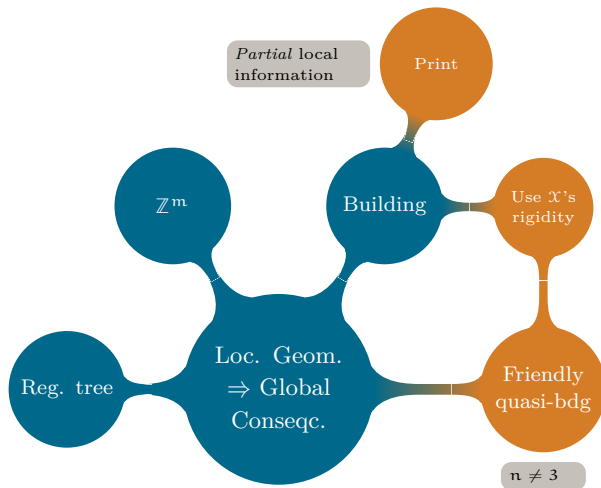 Partial local
information
Print
ℤᵐ
Building
Use 𝒳's
rigidity
Reg. tree
Loc. Geom.
⇒ Global
Conseqc.
Friendly
quasi-bdg
n ≠ 3